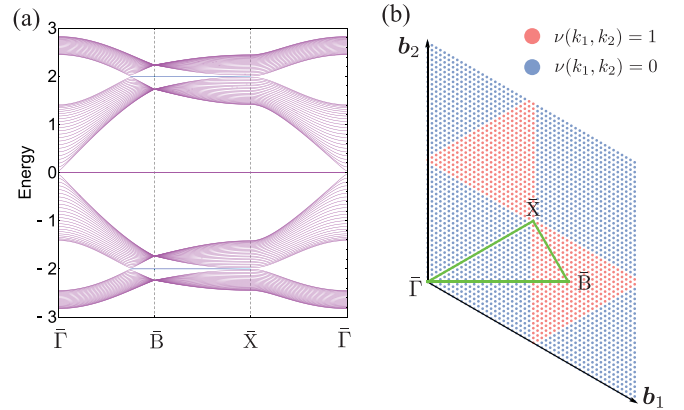 (a)
3
2
1
0
- 1
- 2
- 3
Energy
Γ̄
B̄
X̄
Γ̄
(b)
b₂
ν(k₁, k₂) = 1
ν(k₁, k₂) = 0
X̄
Γ̄
B̄
b₁